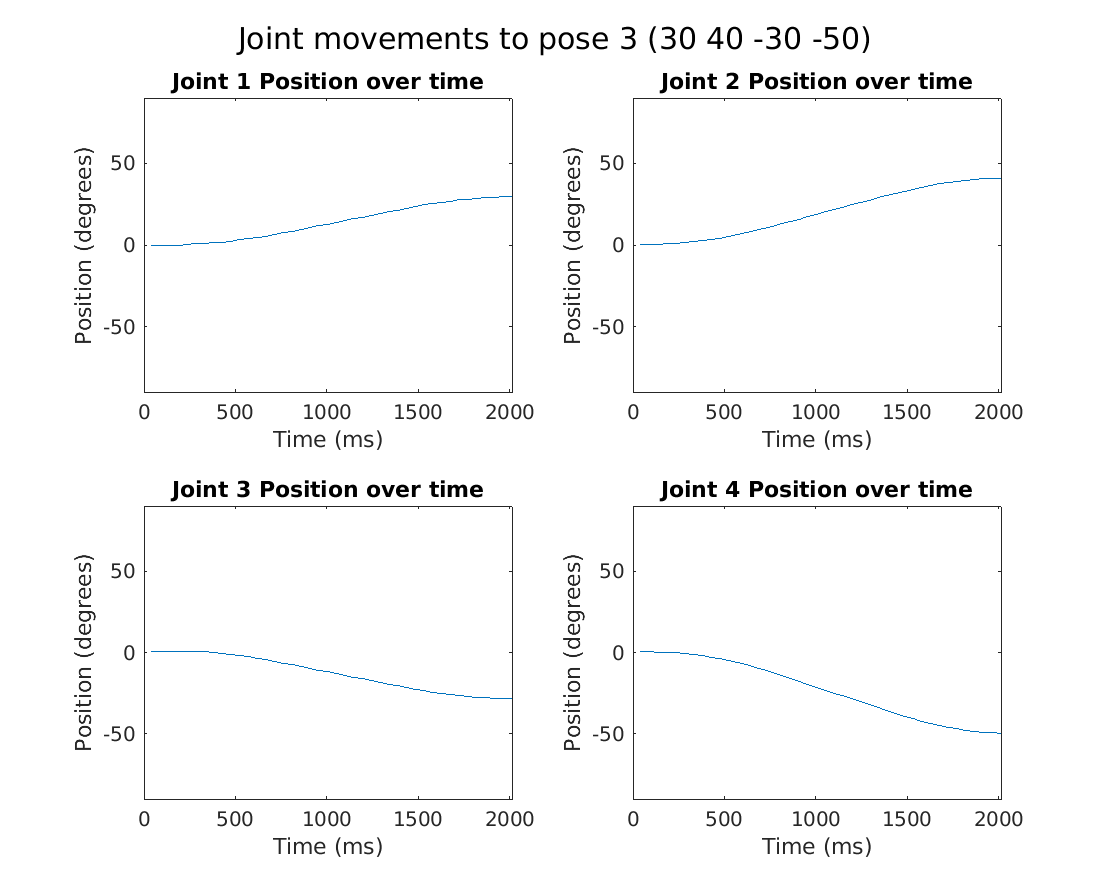 Joint movements to pose 3 (30 40 -30 -50)
Joint 1 Position over time
Position (degrees)
50
0
-50
0 500 1000 1500 2000
Time (ms)
Joint 2 Position over time
Position (degrees)
50
0
-50
0 500 1000 1500 2000
Time (ms)
Joint 3 Position over time
Position (degrees)
50
0
-50
0 500 1000 1500 2000
Time (ms)
Joint 4 Position over time
Position (degrees)
50
0
-50
0 500 1000 1500 2000
Time (ms)